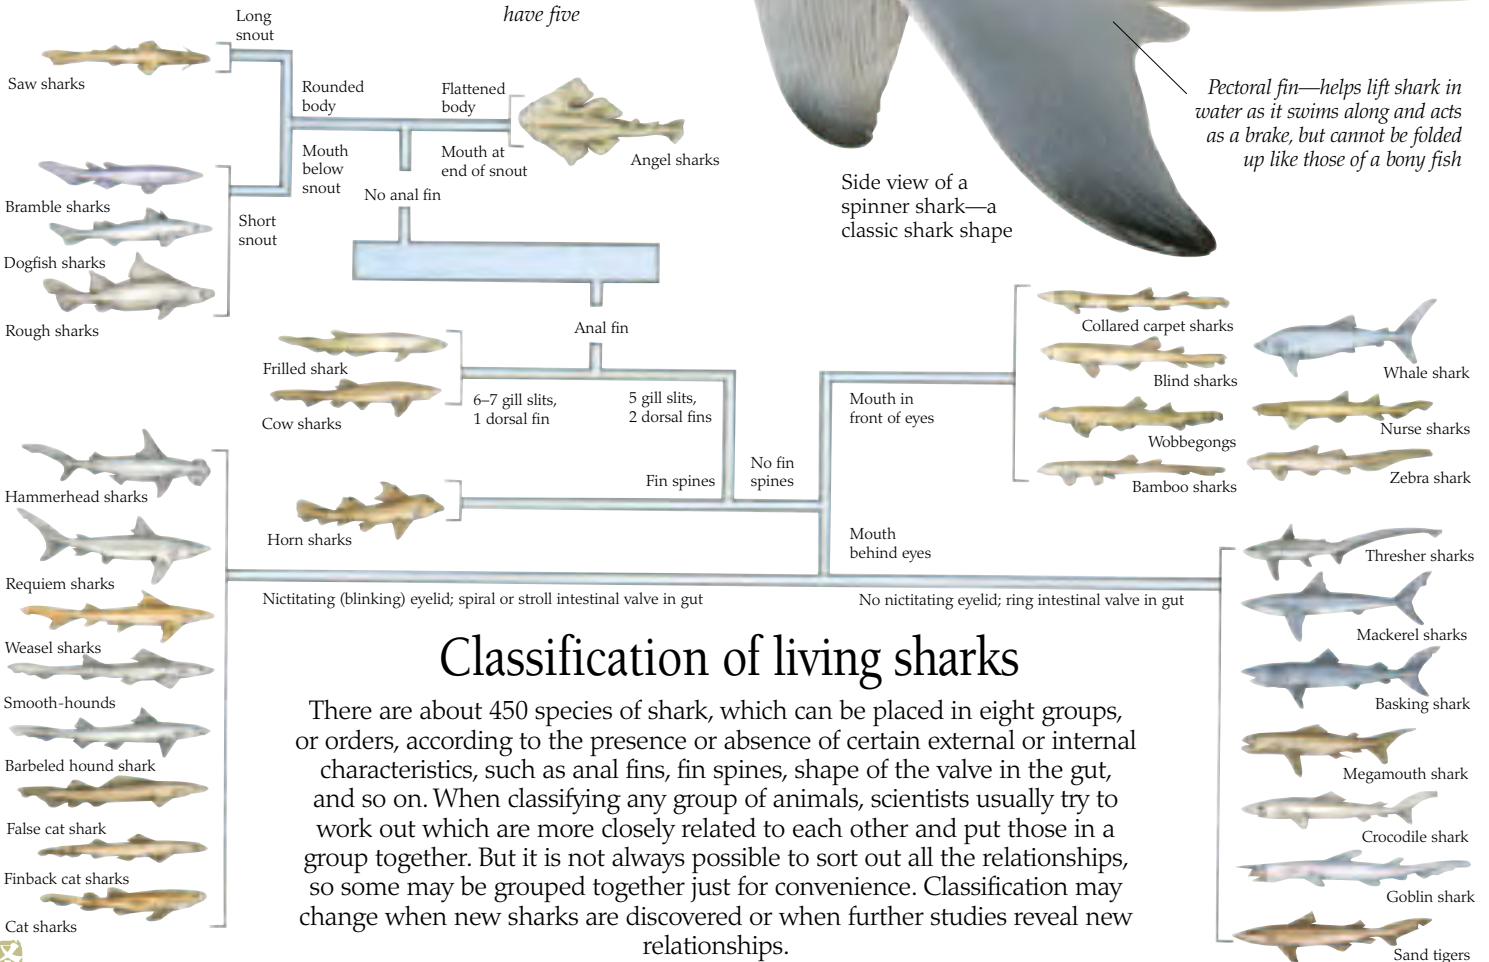 have five
Long
snout
Saw sharks
Rounded
body
Flattened
body
Mouth
below
snout
Mouth at
end of snout
Angel sharks
No anal fin
Bramble sharks
Short
snout
Dogfish sharks
Rough sharks
Pectoral fin—helps lift shark in
water as it swims along and acts
as a brake, but cannot be folded
up like those of a bony fish
Side view of a
spinner shark—a
classic shark shape
Anal fin
Frilled shark
Cow sharks
6–7 gill slits,
1 dorsal fin
5 gill slits,
2 dorsal fins
Mouth in
front of eyes
Collared carpet sharks
Blind sharks
Wobbegongs
Bamboo sharks
Whale shark
Nurse sharks
Zebra shark
Fin spines
No fin
spines
Horn sharks
Mouth
behind eyes
Nictitating (blinking) eyelid; spiral or stroll intestinal valve in gut
No nictitating eyelid; ring intestinal valve in gut
Hammerhead sharks
Requiem sharks
Weasel sharks
Smooth-hounds
Barbeled hound shark
False cat shark
Finback cat sharks
Cat sharks
Thresher sharks
Mackerel sharks
Basking shark
Megamouth shark
Crocodile shark
Goblin shark
Sand tigers
Classification of living sharks
There are about 450 species of shark, which can be placed in eight groups,
or orders, according to the presence or absence of certain external or internal
characteristics, such as anal fins, fin spines, shape of the valve in the gut,
and so on. When classifying any group of animals, scientists usually try to
work out which are more closely related to each other and put those in a
group together. But it is not always possible to sort out all the relationships,
so some may be grouped together just for convenience. Classification may
change when new sharks are discovered or when further studies reveal new
relationships.